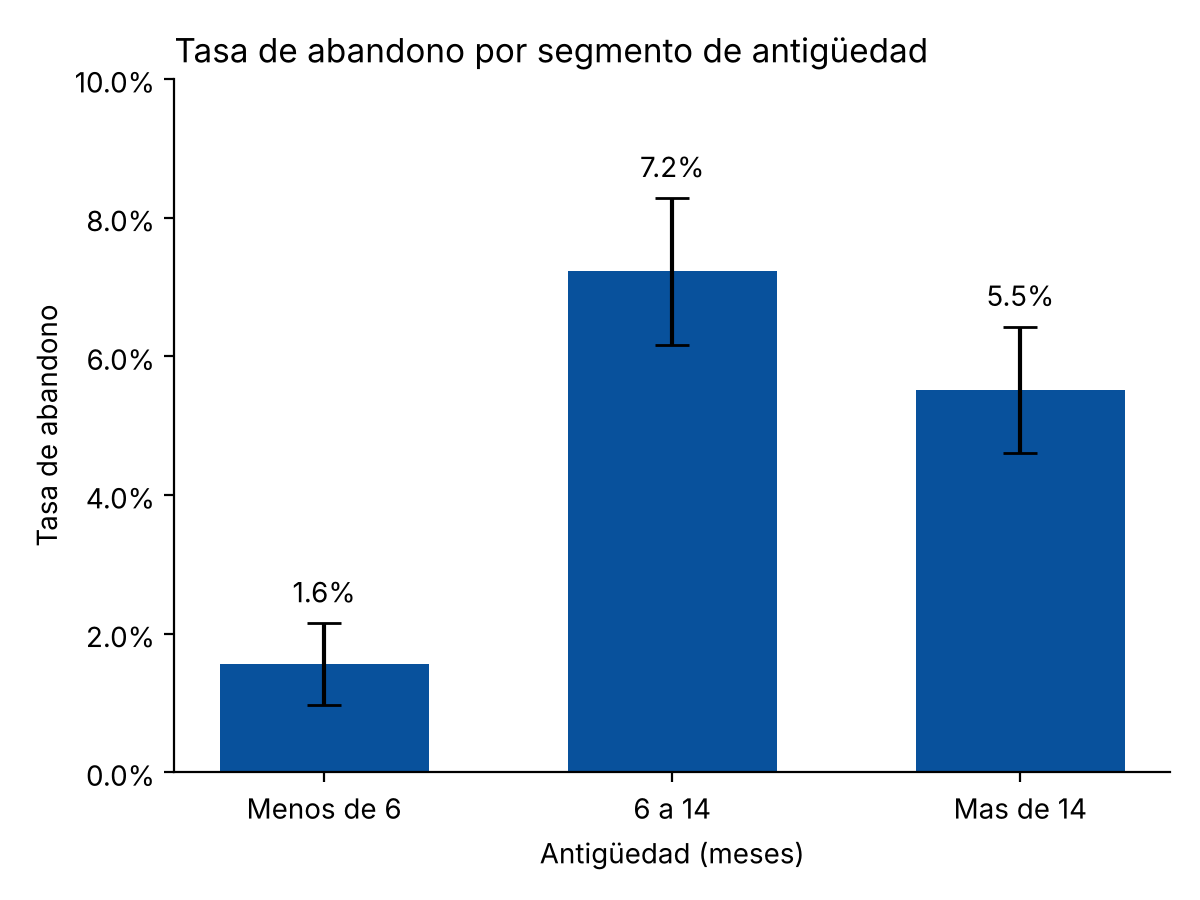 Tasa de abandono por segmento de antigüedad
10.0%
8.0%
6.0%
4.0%
2.0%
0.0%
Tasa de abandono
1.6%
7.2%
5.5%
Menos de 6
6 a 14
Mas de 14
Antigüedad (meses)